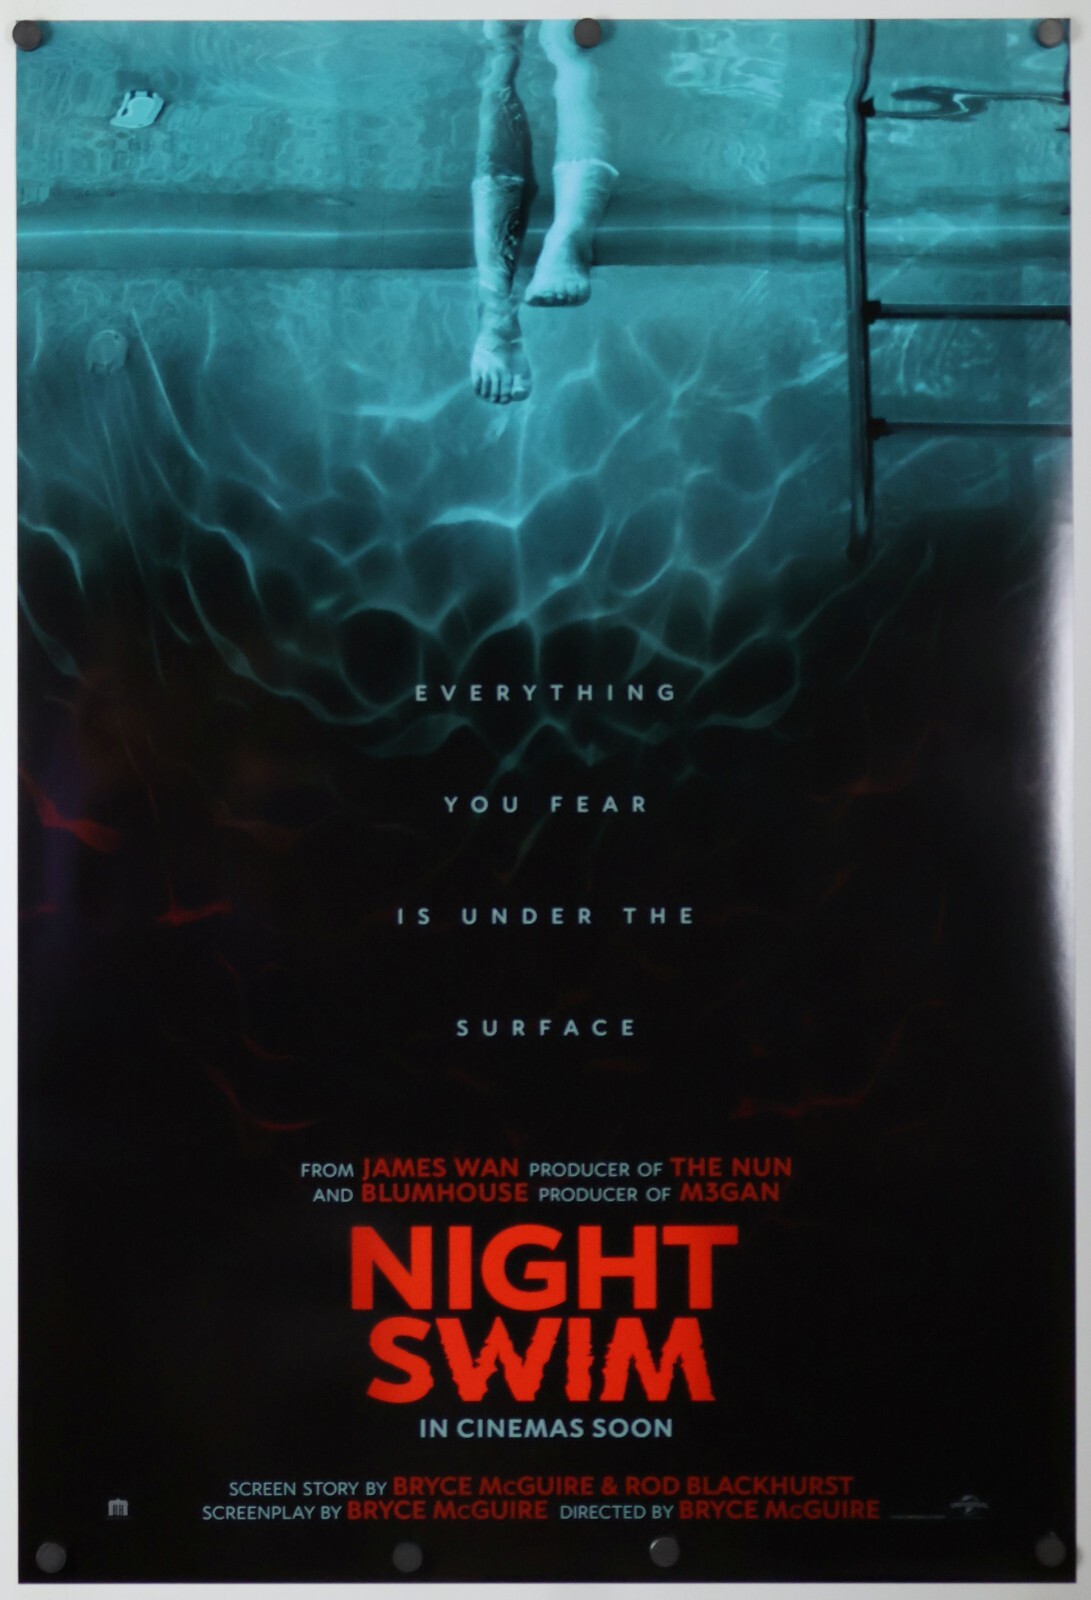 EVERYTHING
YOU FEAR
IS UNDER THE
SURFACE
FROM JAMES WAN PRODUCER OF THE NUN
AND BLUMHOUSE PRODUCER OF M3GAN
NIGHT
SWIM
IN CINEMAS SOON
SCREEN STORY BY BRYCE McGUIRE & ROD BLACKHURST
SCREENPLAY BY BRYCE McGUIRE DIRECTED BY BRYCE McGUIRE
BH
UNIVERSAL